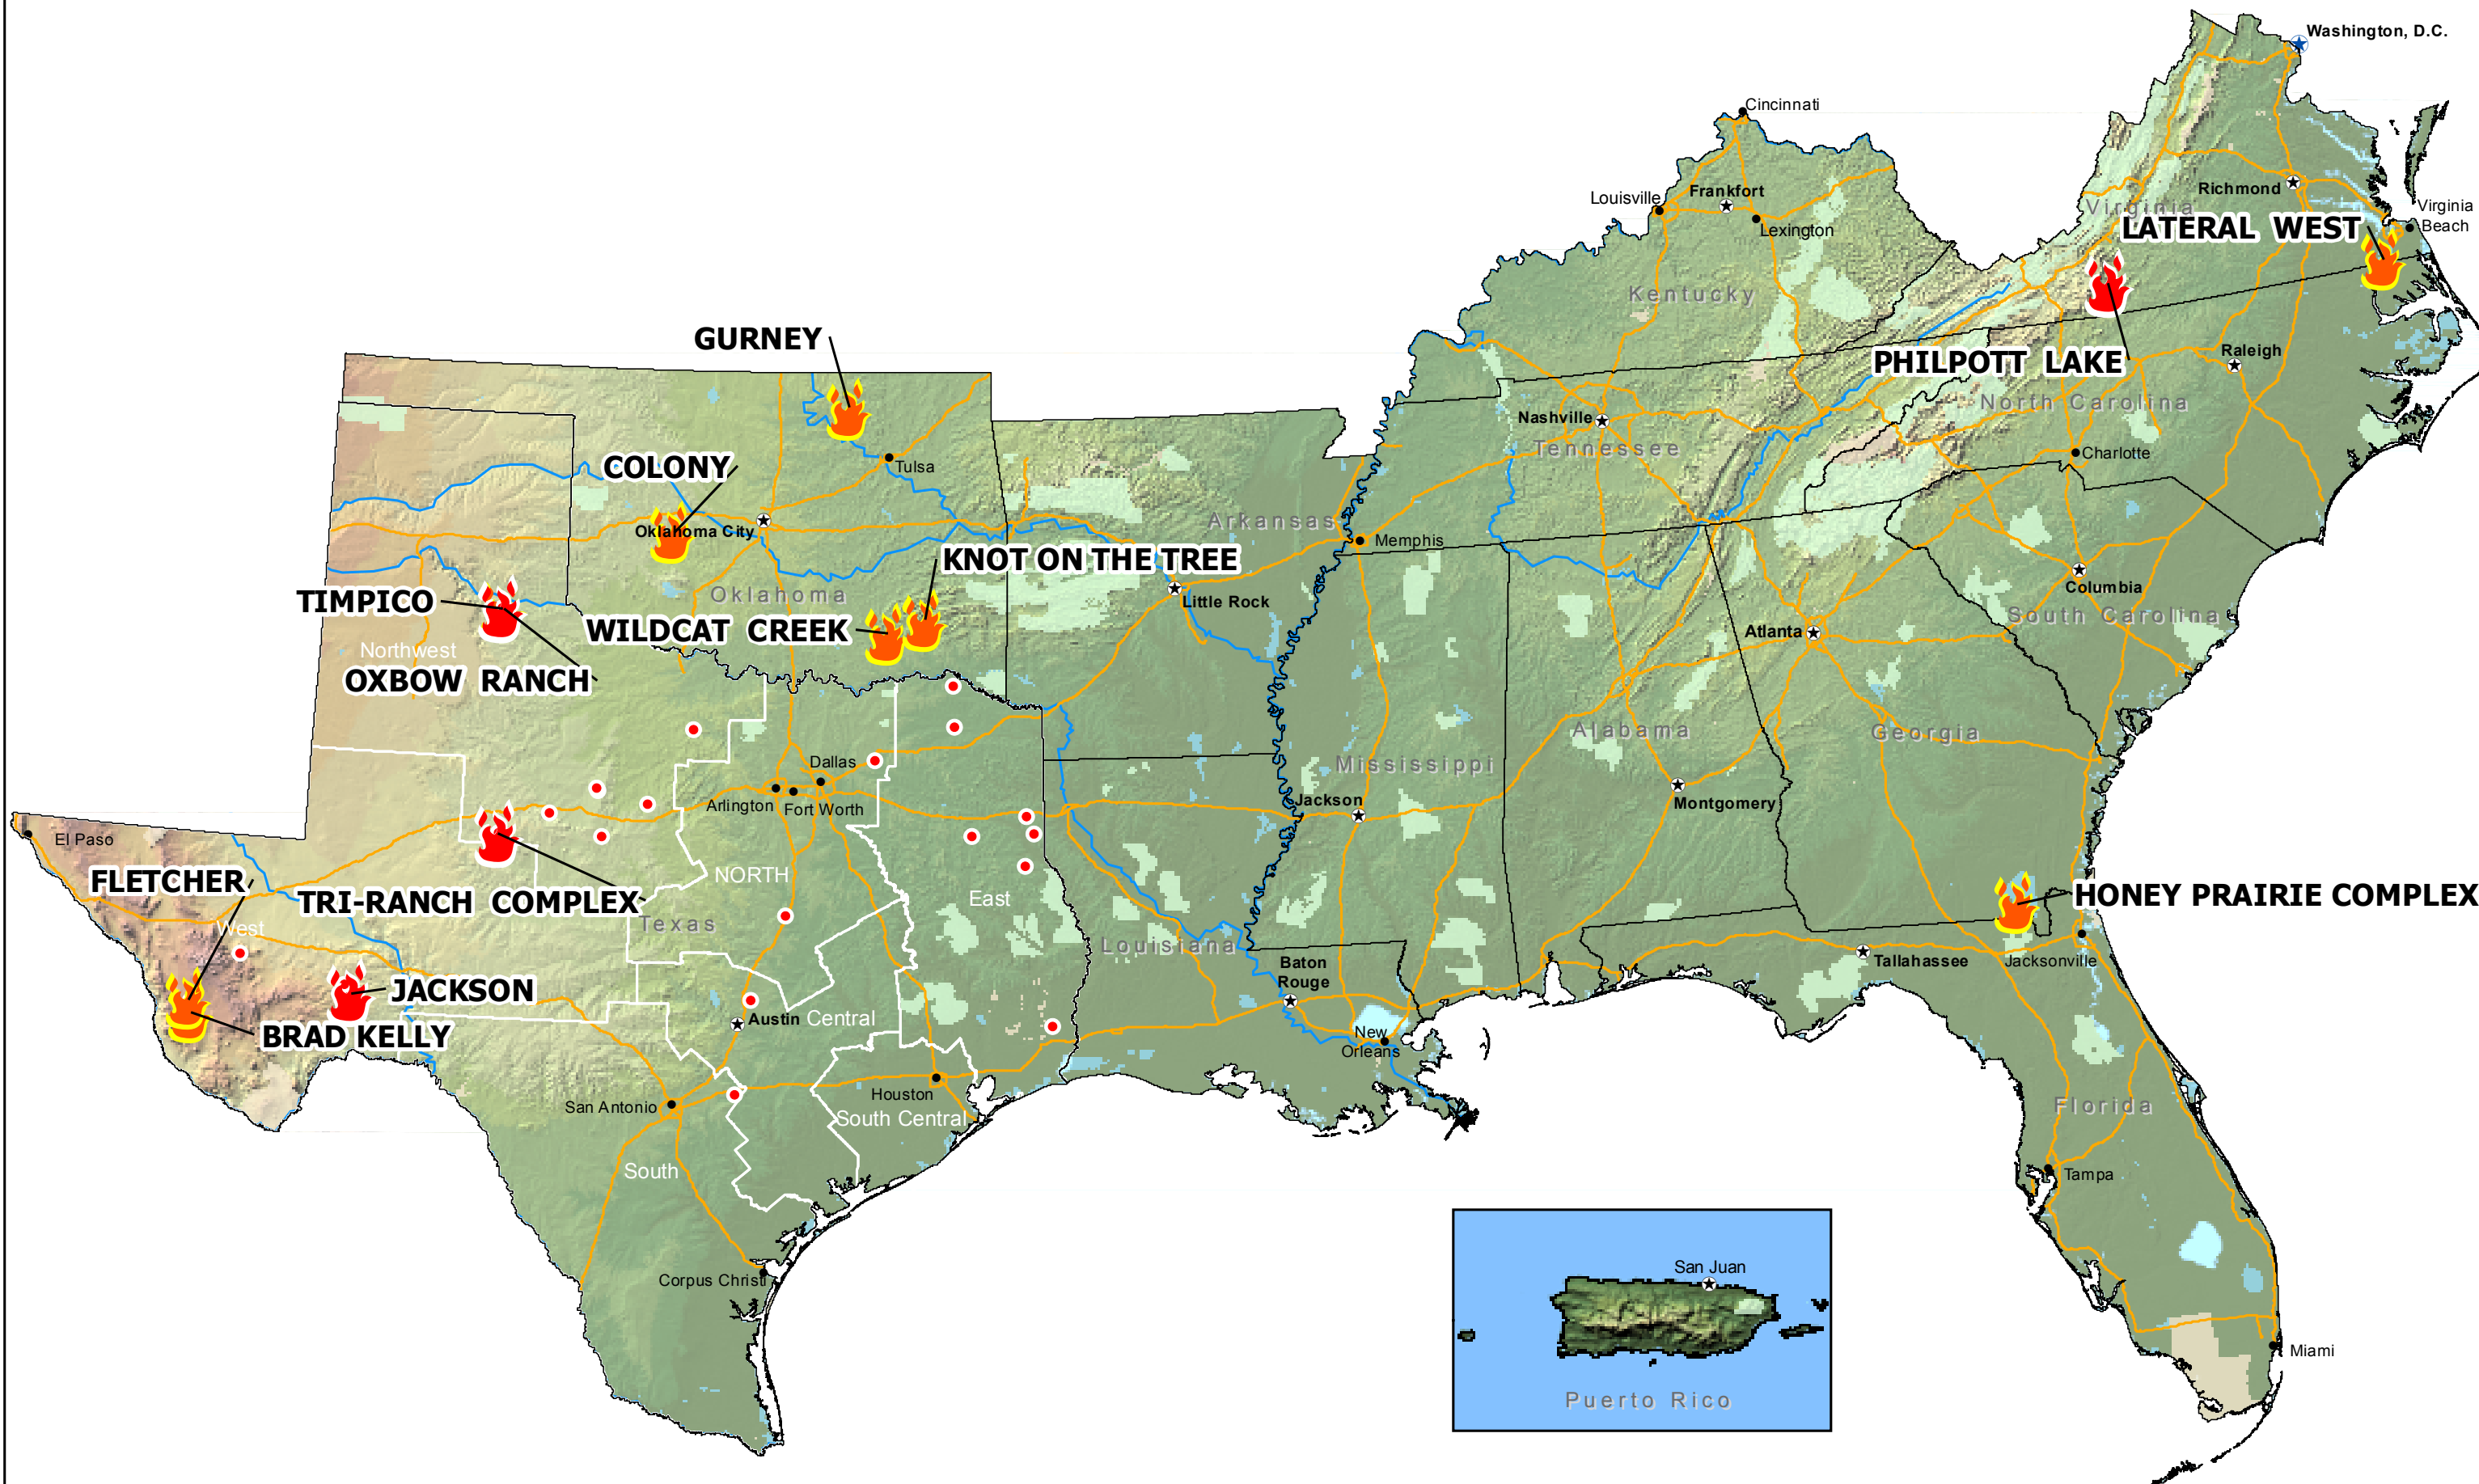 Washington, D.C.
Cincinnati
Louisville
Frankfort
Lexington
Richmond
Virginia
Virginia
Beach
LATERAL WEST
Kentucky
GURNEY
PHILPOTT LAKE
Raleigh
North Carolina
Nashville
Tennessee
Charlotte
COLONY
Tulsa
Oklahoma City
Arkansas
Memphis
KNOT ON THE TREE
TIMPICO
Oklahoma
Little Rock
Columbia
South Carolina
WILDCAT CREEK
Atlanta
Northwest
OXBOW RANCH
Alabama
Georgia
Dallas
Mississippi
Arlington
Fort Worth
Jackson
Montgomery
El Paso
NORTH
FLETCHER
TRI-RANCH COMPLEX
East
HONEY PRAIRIE COMPLEX
Texas
West
Louisiana
Baton
Rouge
Tallahassee
Jacksonville
JACKSON
Austin
Central
BRAD KELLY
New
Orleans
Houston
San Antonio
South Central
Florida
South
Tampa
San Juan
Corpus Christi
Miami
Puerto Rico